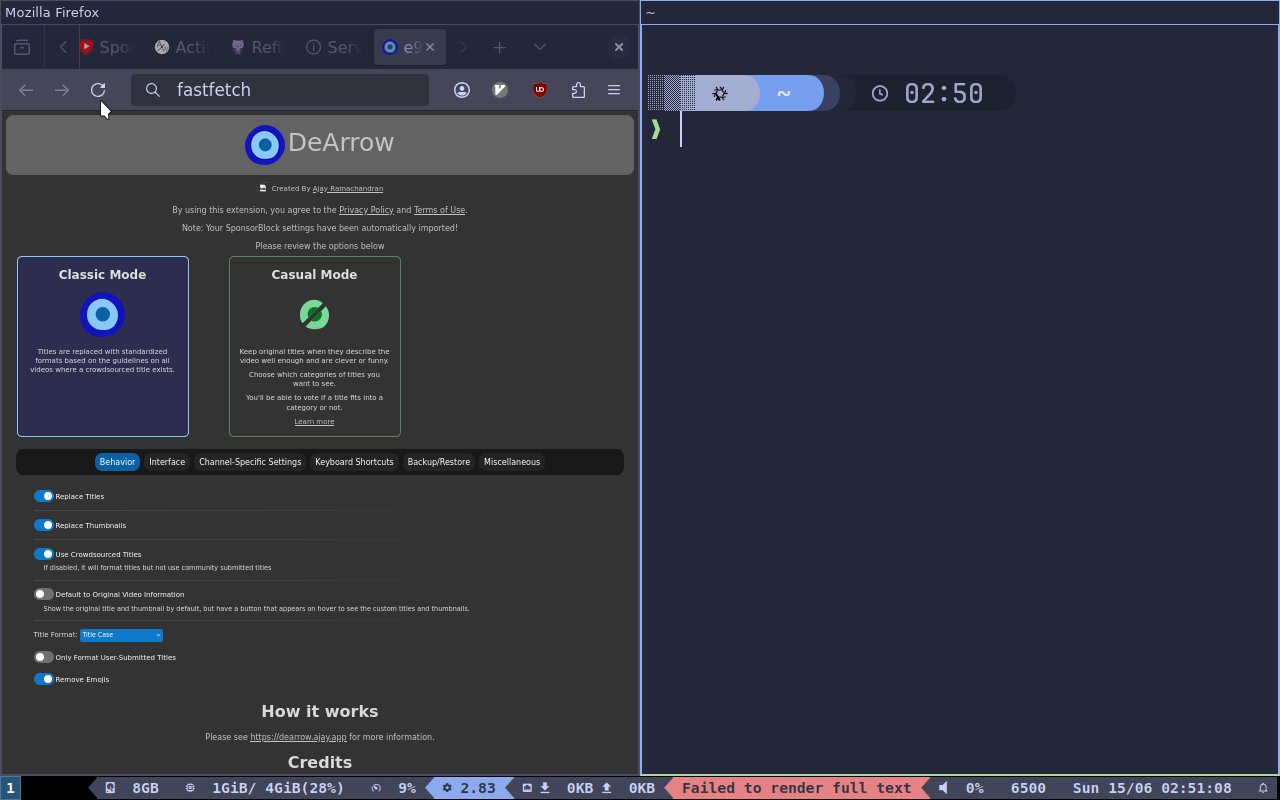 Mozilla Firefox
~
Spo
Acti
Refi
Serv
e9
fastfetch
~
02:50
DeArrow
Created By Ajay Ramachandran
By using this extension, you agree to the Privacy Policy and Terms of Use.
Note: Your SponsorBlock settings have been automatically imported!
Please review the options below
Classic Mode
Titles are replaced with standardized
formats based on the guidelines on all
videos where a crowdsourced title exists.
Casual Mode
Keep original titles when they describe the
video well enough and are clever or funny.
Choose which categories of titles you
want to see.
You'll be able to vote if a title fits into a
category or not.
Learn more
Behavior
Interface
Channel-Specific Settings
Keyboard Shortcuts
Backup/Restore
Miscellaneous
Replace Titles
Replace Thumbnails
Use Crowdsourced Titles
If disabled, it will format titles but not use community submitted titles
Default to Original Video Information
Show the original title and thumbnail by default, but have a button that appears on hover to see the custom titles and thumbnails.
Title Format: Title Case
Only Format User-Submitted Titles
Remove Emojis
How it works
Please see https://dearrow.ajay.app for more information.
Credits
1
8GB
1GiB/ 4GiB(28%)
9%
2.83
0KB
0KB
Failed to render full text
0%
6500
Sun 15/06 02:51:08